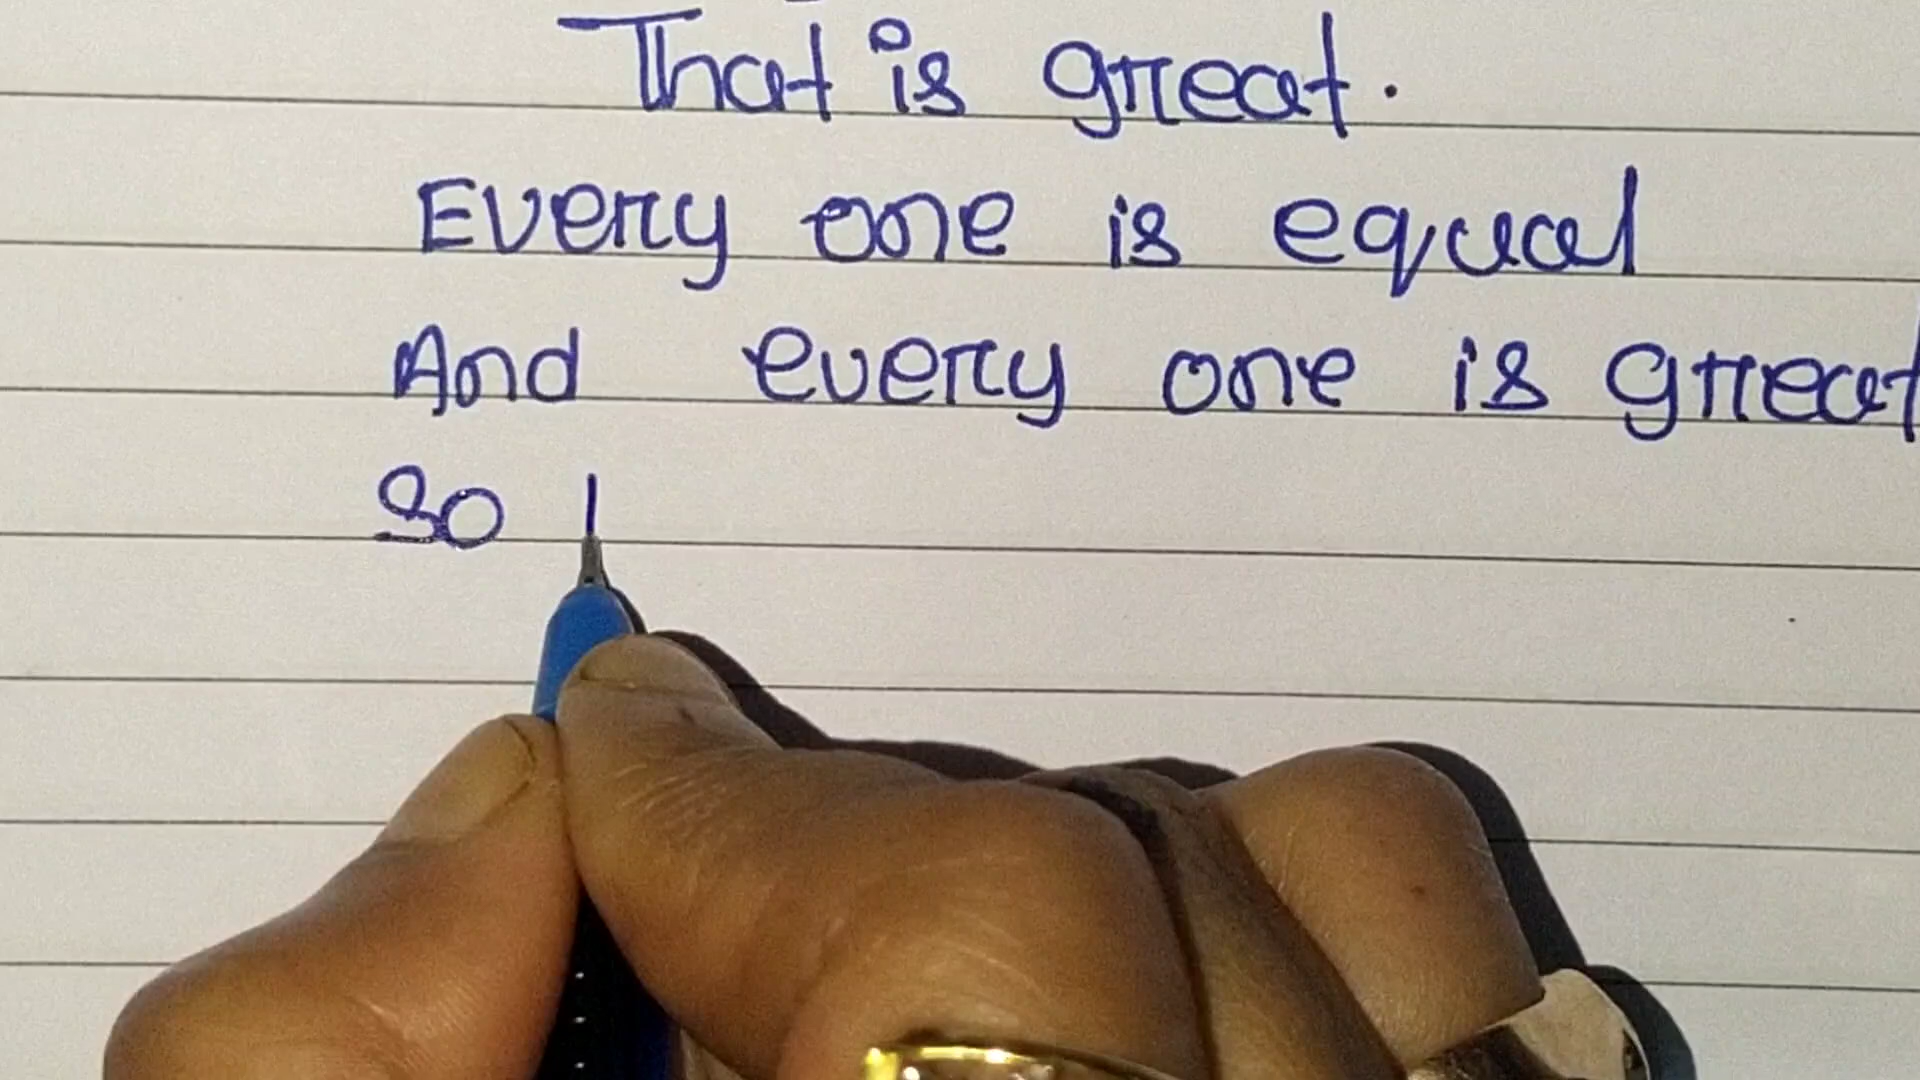 That is great.
Every one is equal
And every one is great
So